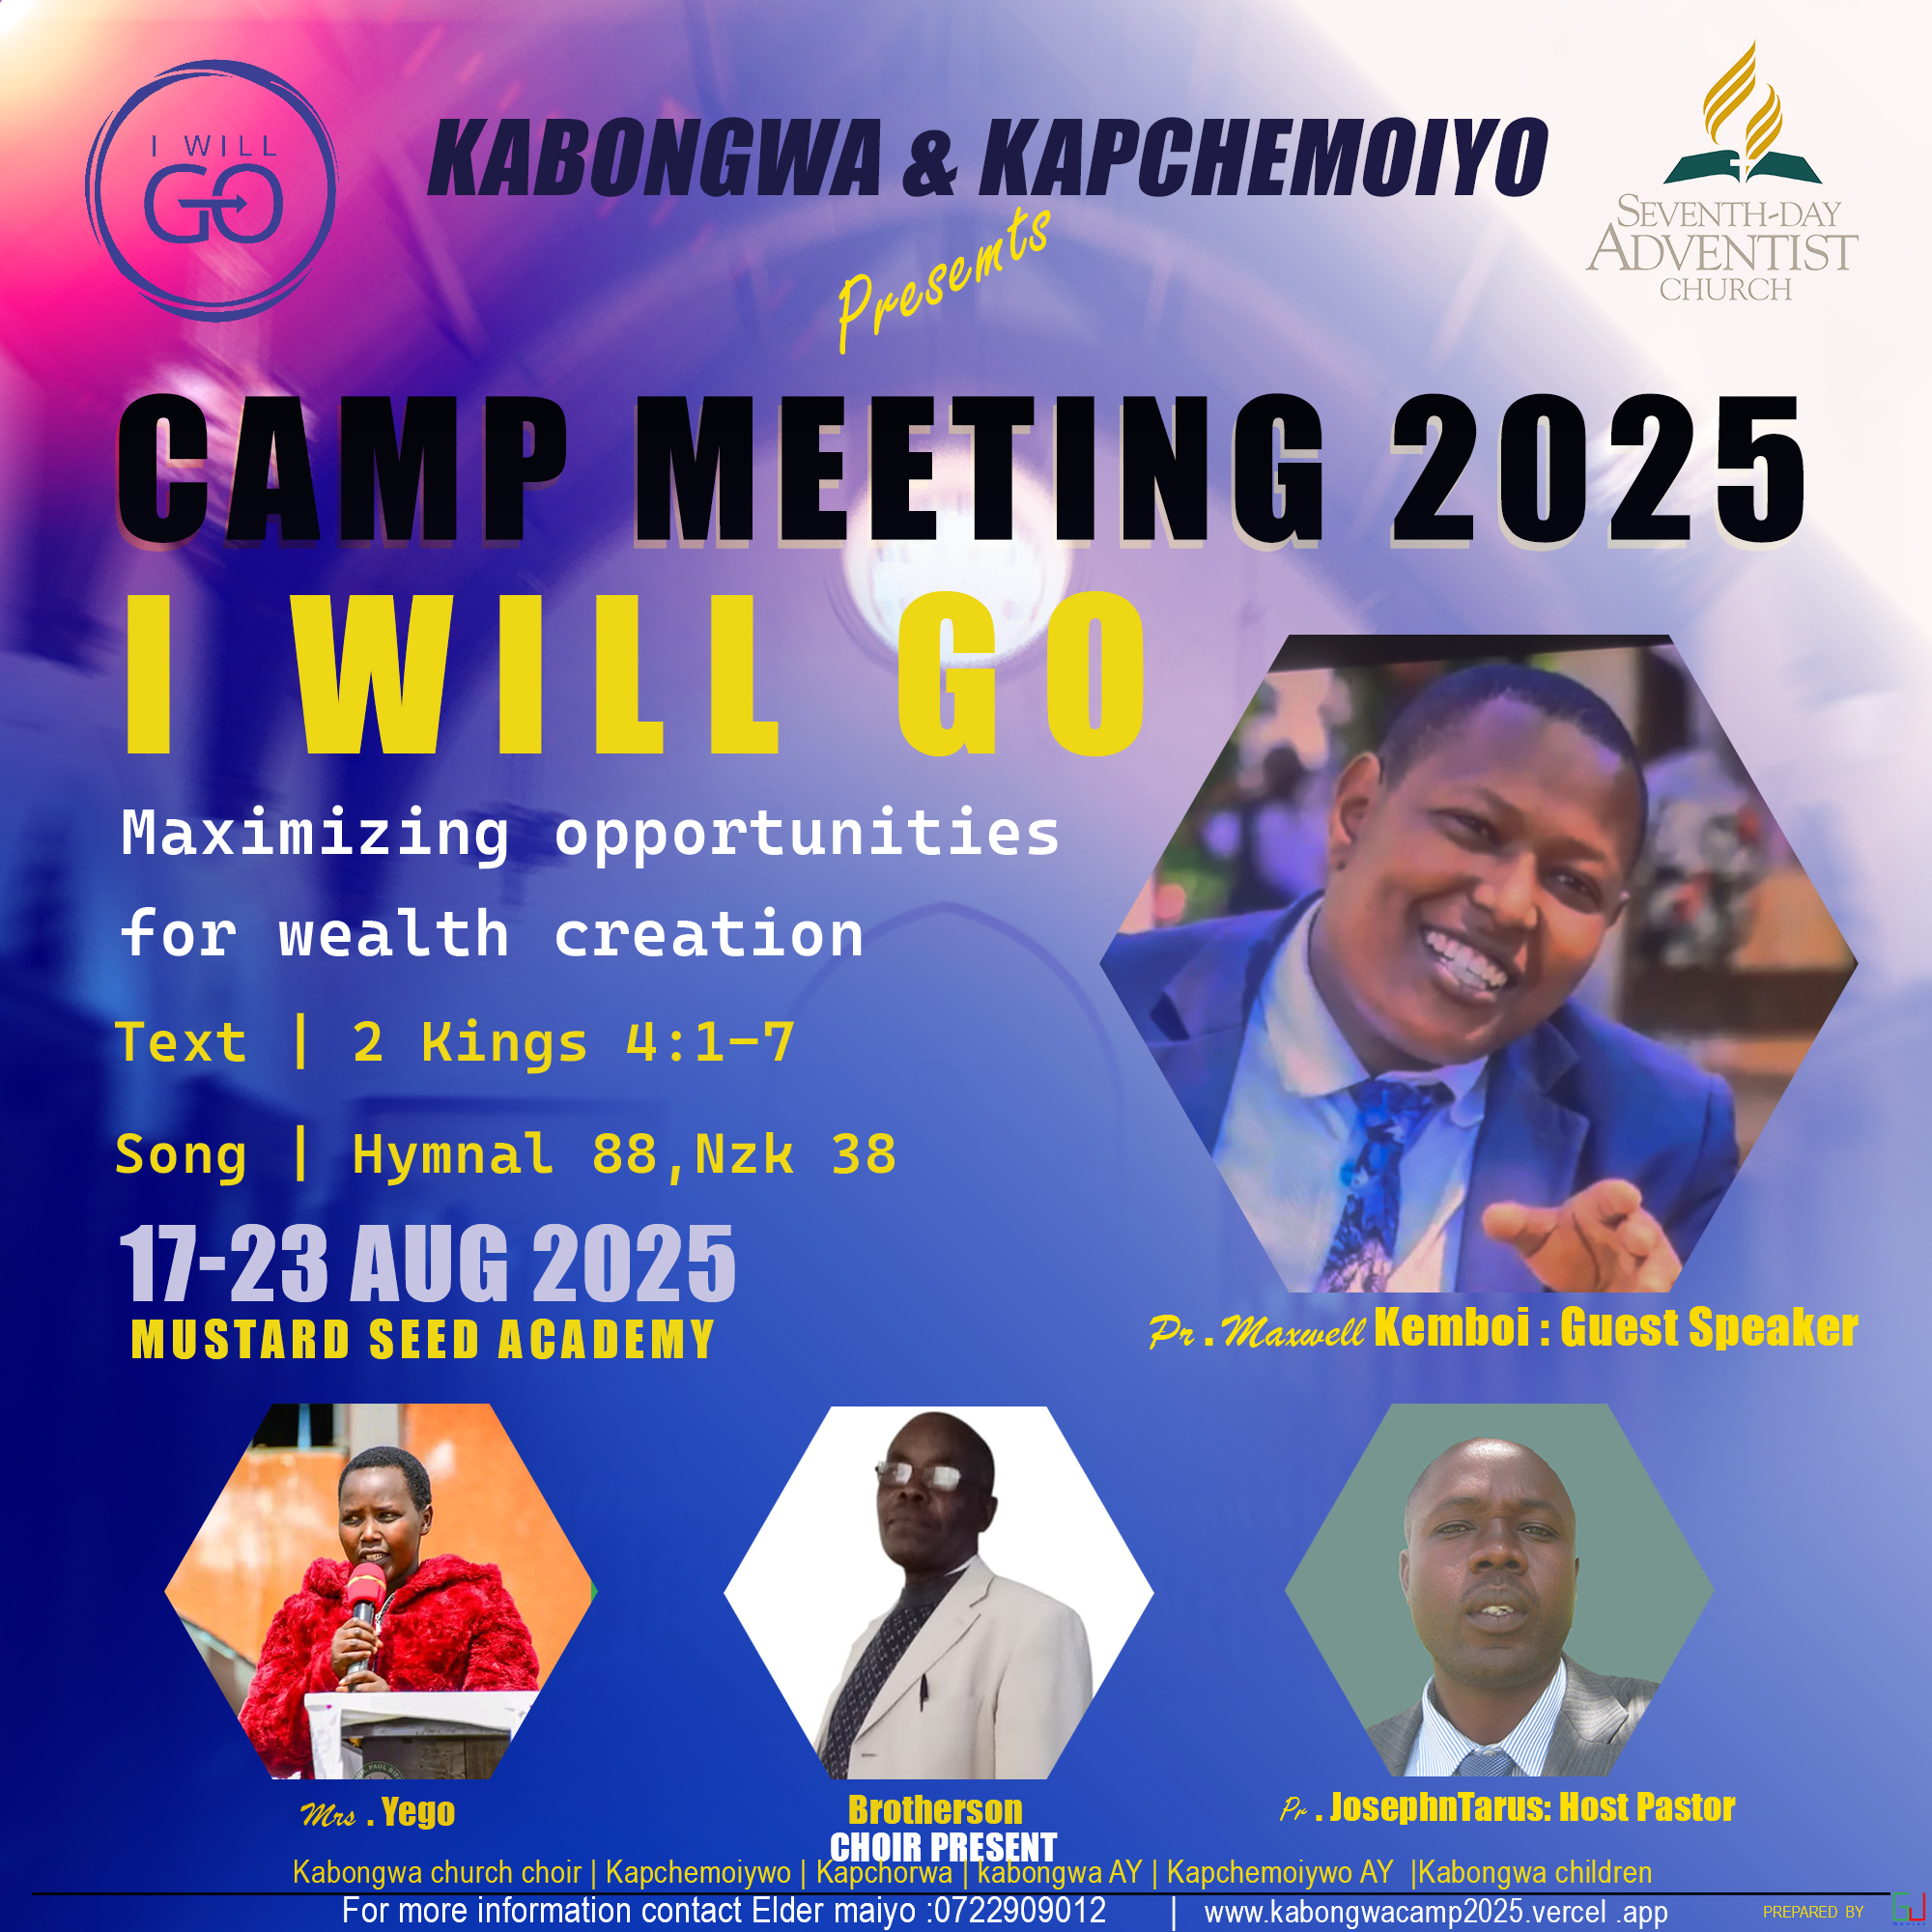 I WILL
GO
KABONGWA & KAPCHEMOIYO
Presemts
SEVENTH-DAY
ADVENTIST
CHURCH
CAMP MEETING 2025
I WILL GO
Maximizing opportunities
for wealth creation
Text | 2 Kings 4:1-7
Song | Hymnal 88,Nzk 38
17-23 AUG 2025
MUSTARD SEED ACADEMY
Pr . Maxwell Kemboi : Guest Speaker
Mrs . Yego
Brotherson
Pr . JosephnTarus: Host Pastor
CHOIR PRESENT
Kabongwa church choir | Kapchemoiywo | Kapchorwa | kabongwa AY | Kapchemoiywo AY |Kabongwa children
For more information contact Elder maiyo :0722909012 | www.kabongwacamp2025.vercel .app
PREPARED BY